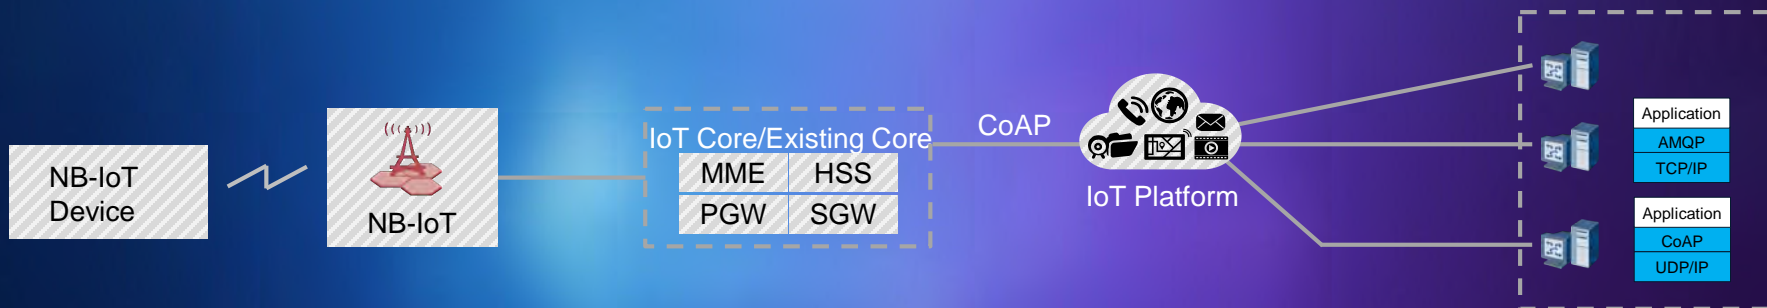 NB-IoT
Device
NB-IoT
IoT Core/Existing Core
MME HSS
PGW SGW
CoAP
IoT Platform
Application
AMQP
TCP/IP
Application
CoAP
UDP/IP